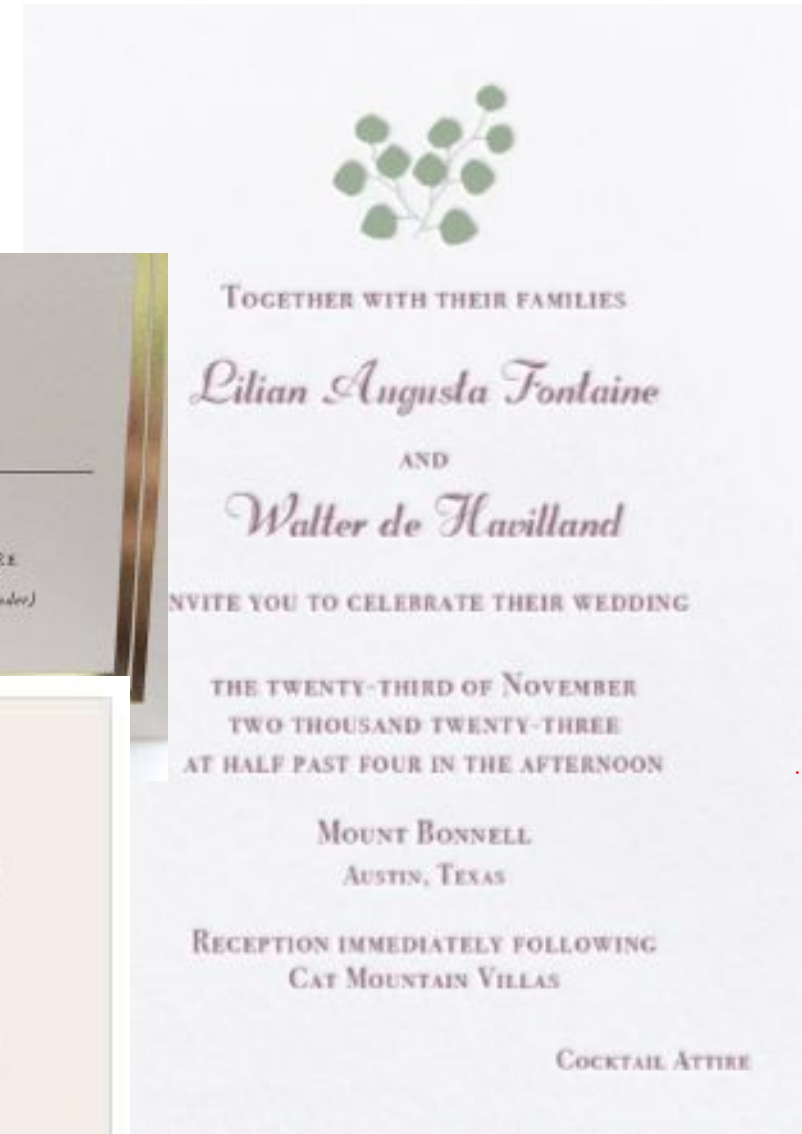 Together with their families
Lilian Augusta Fontaine
and
Walter de Havilland
nvite you to celebrate their wedding
the twenty-third of November
two thousand twenty-three
at half past four in the afternoon
Mount Bonnell
Austin, Texas
Reception immediately following
Cat Mountain Villas
Cocktail Attire